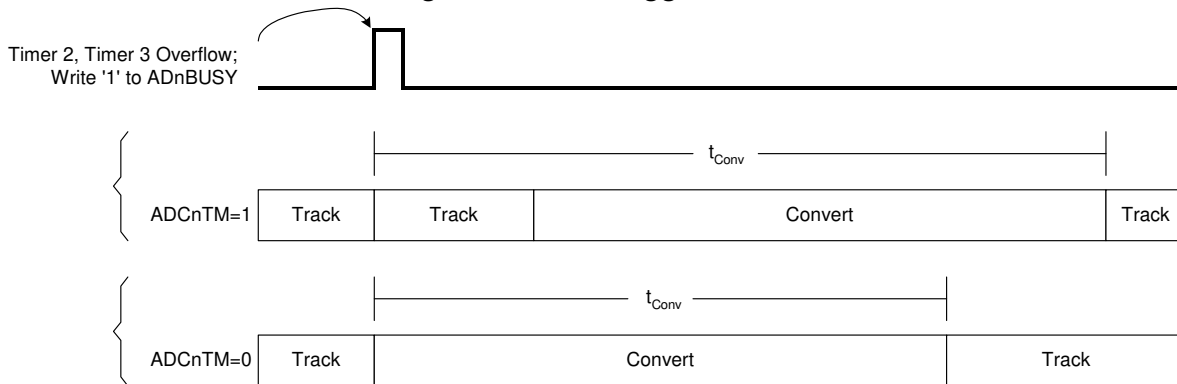 Timer 2, Timer 3 Overflow;
Write '1' to ADnBUSY
tConv
ADCnTM=1 Track Track Convert Track
tConv
ADCnTM=0 Track Convert Track